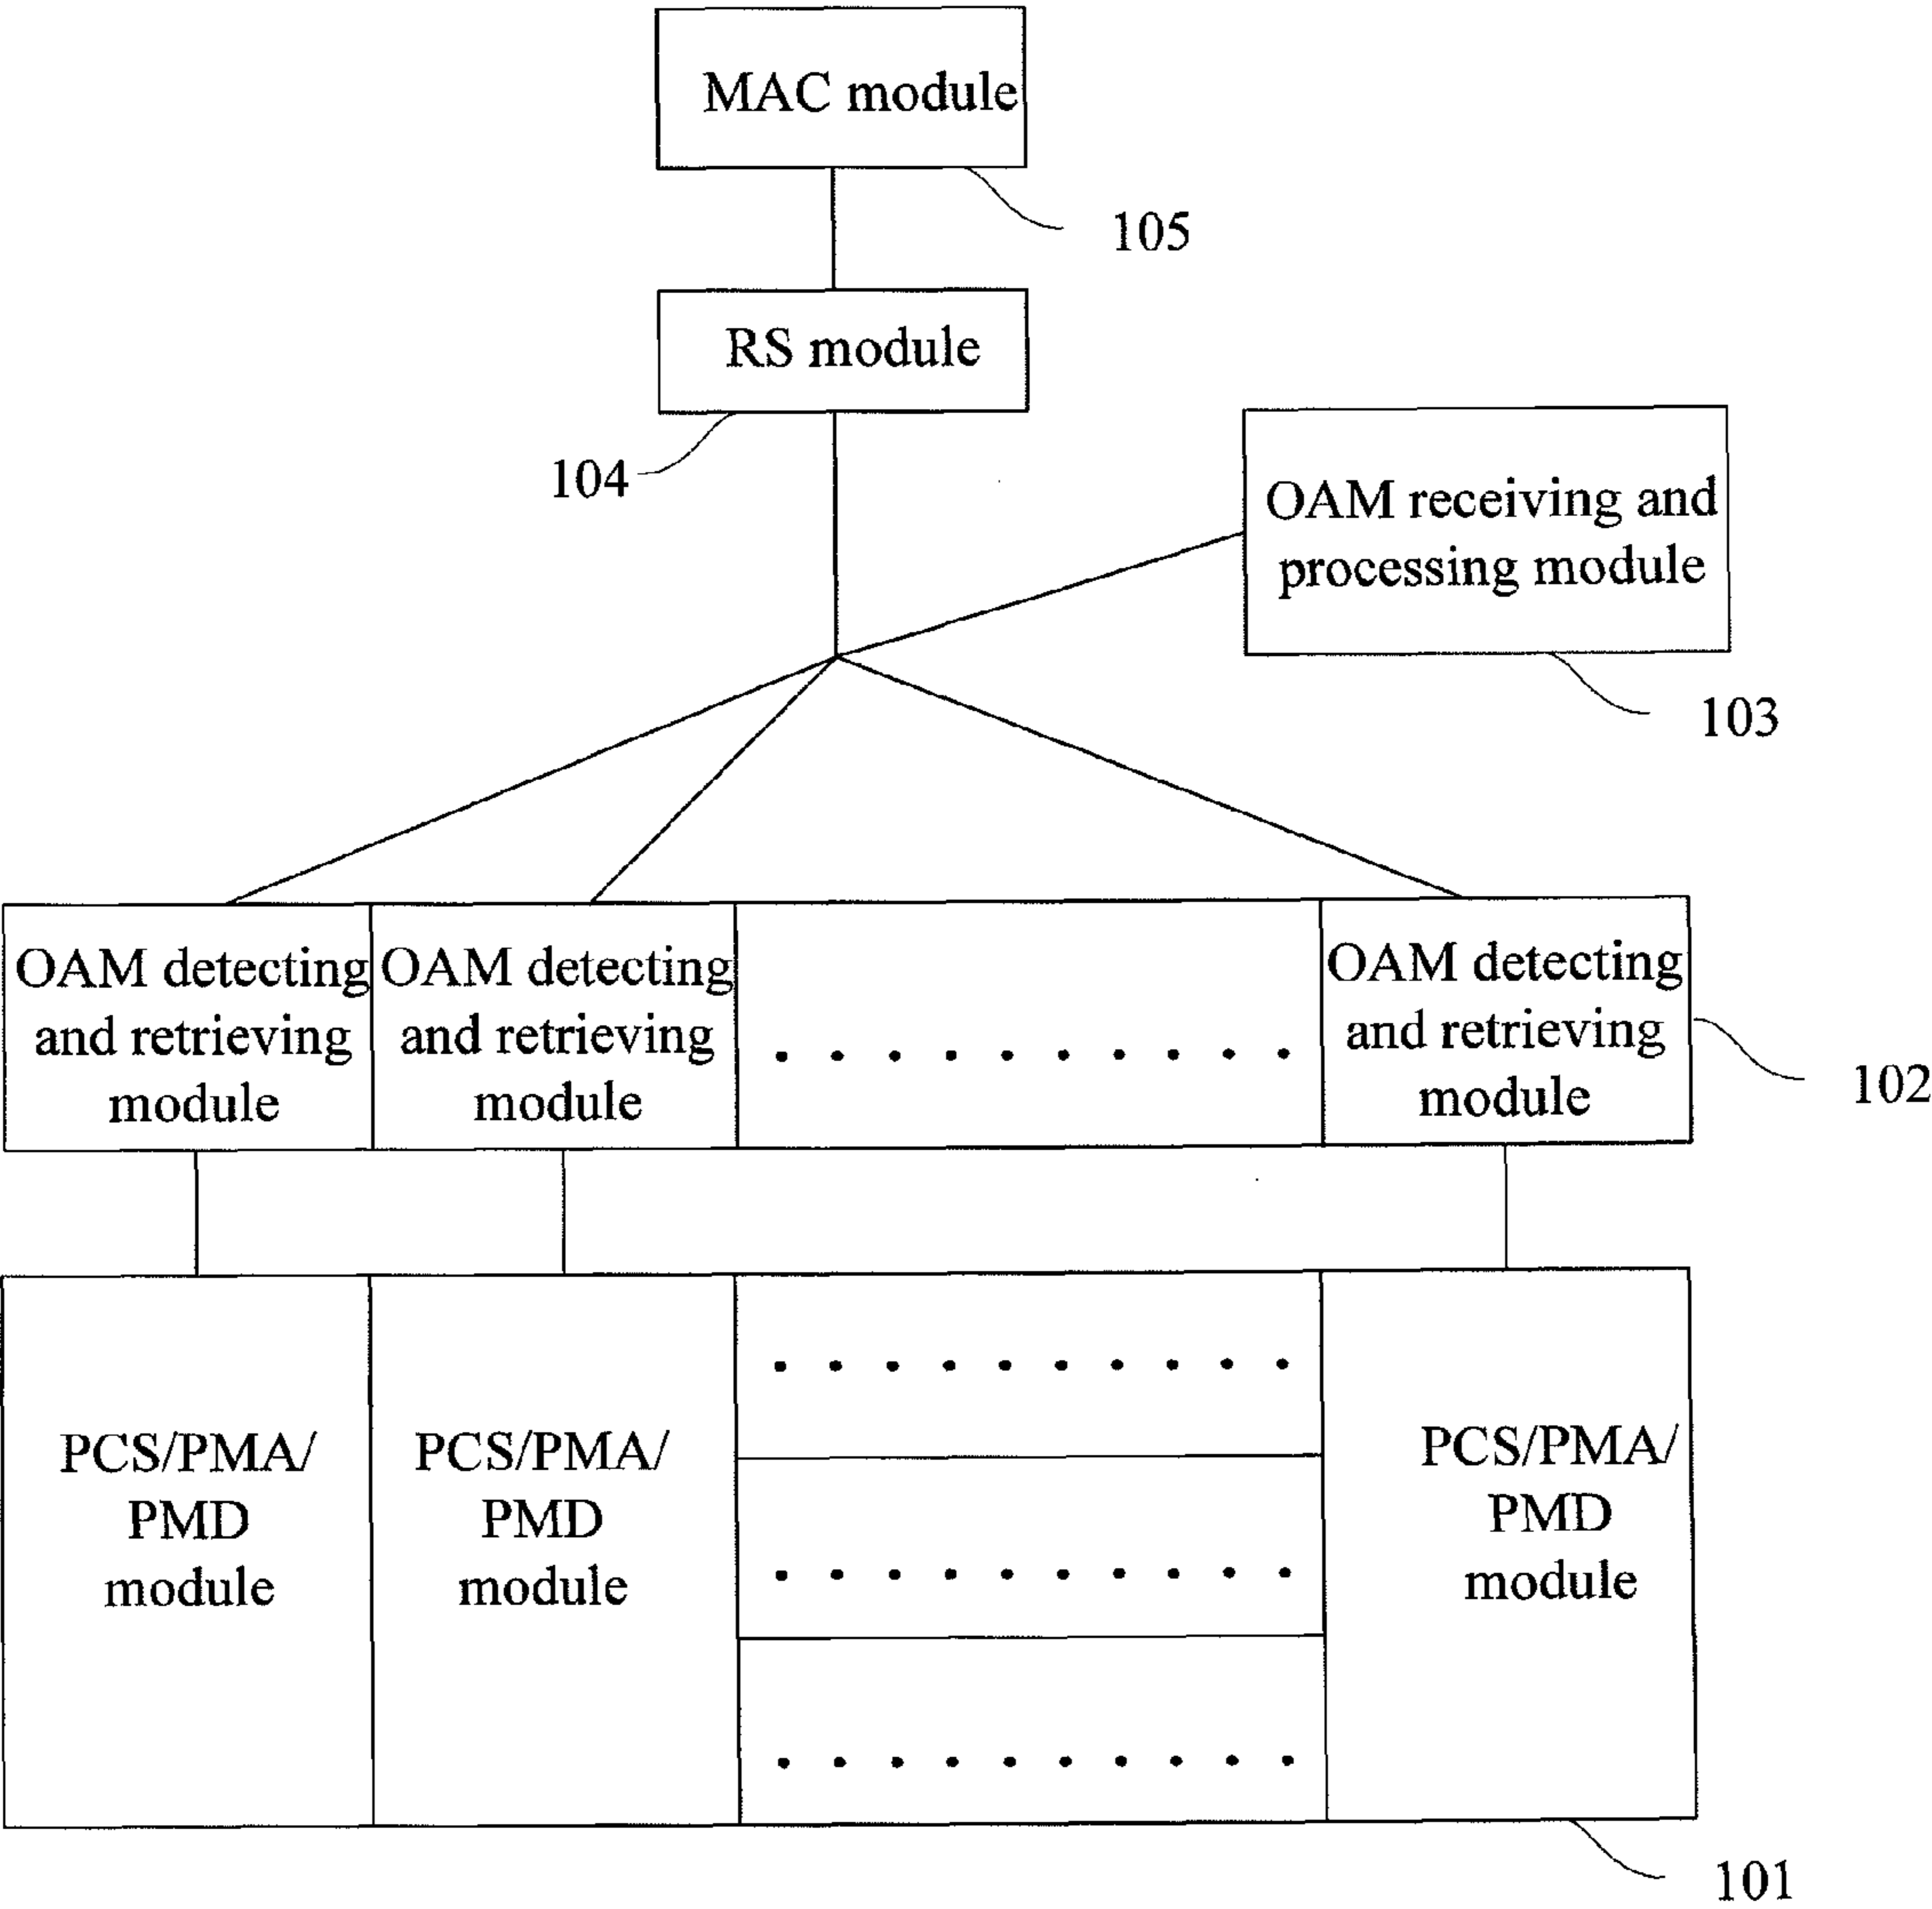 MAC module
105
RS module
104
OAM receiving and
processing module
103
OAM detecting
and retrieving
module
OAM detecting
and retrieving
module
. . . . . . . . . .
OAM detecting
and retrieving
module
102
PCS/PMA/
PMD
module
PCS/PMA/
PMD
module
. . . . . . . . . .
. . . . . . . . . .
. . . . . . . . . .
PCS/PMA/
PMD
module
101